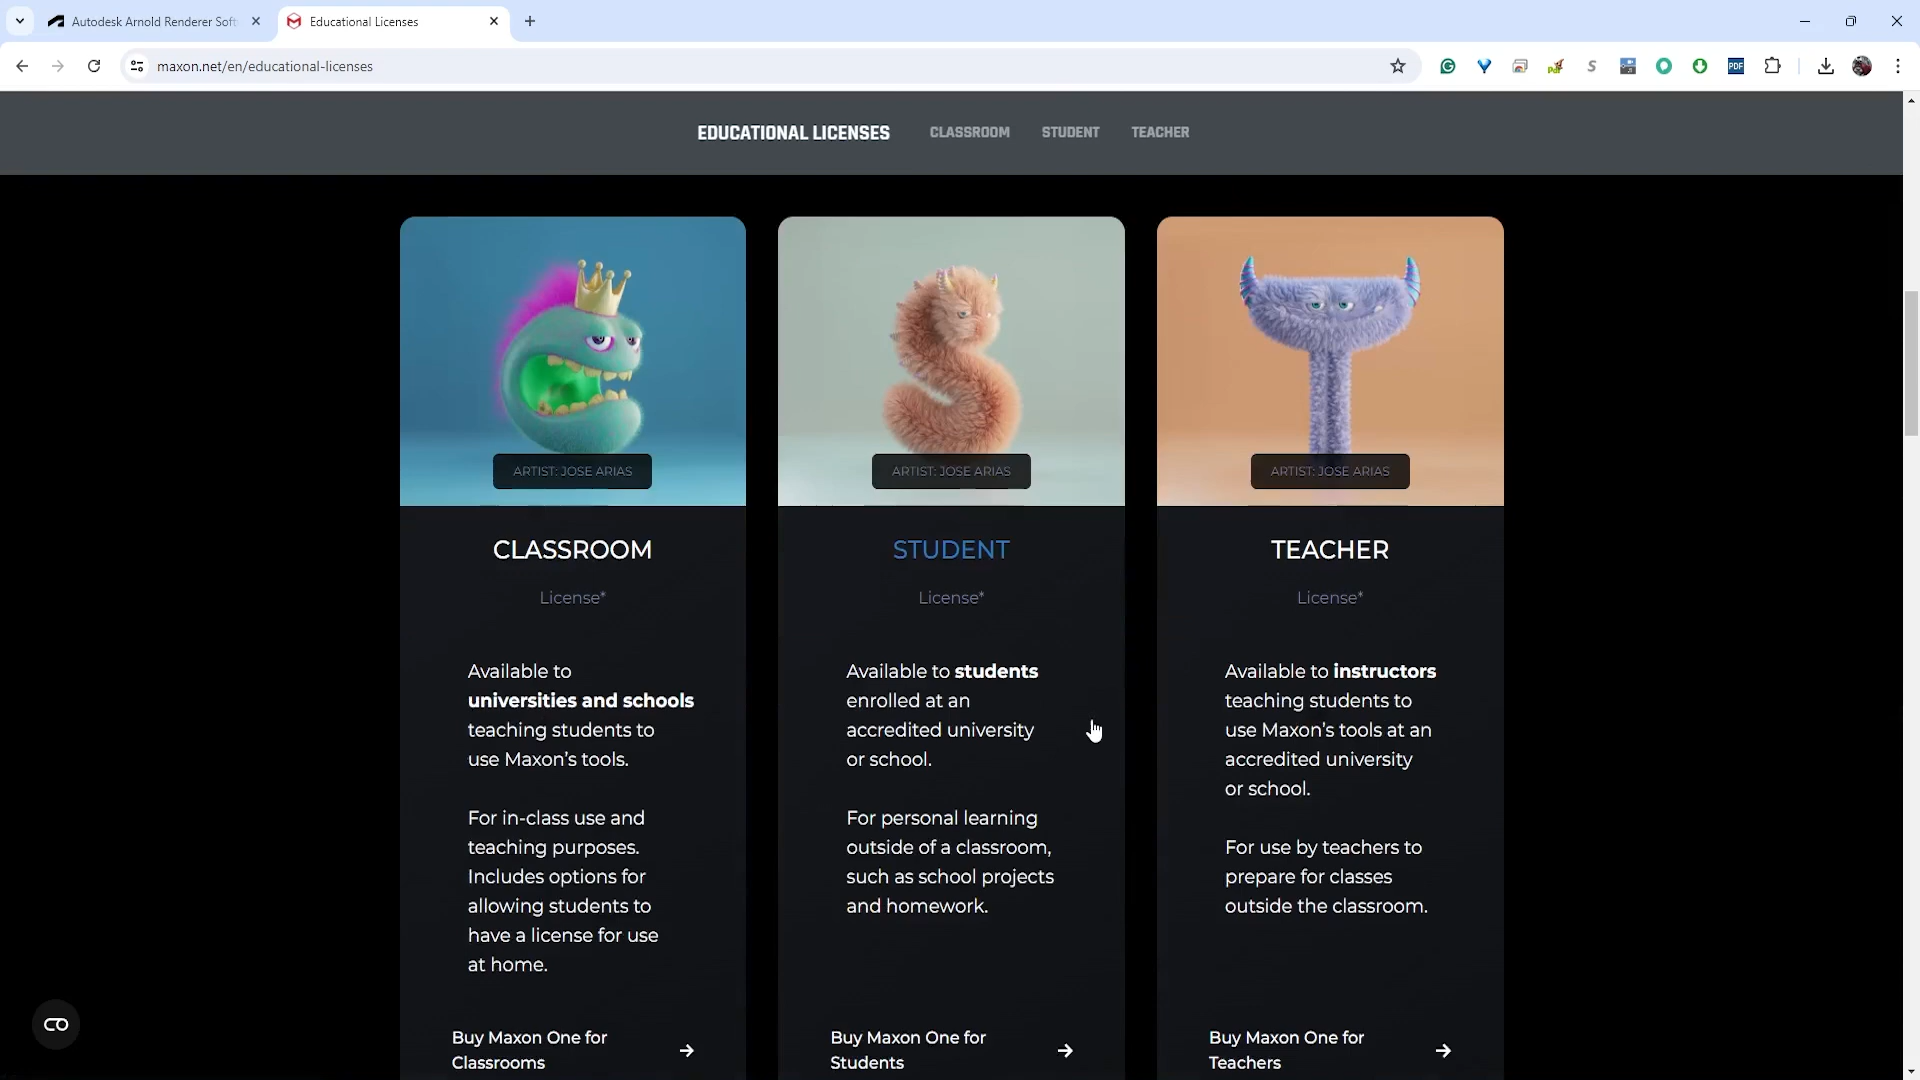 Autodesk Arnold Renderer Soft
Educational Licenses
maxon.net/en/educational-licenses
PDF
EDUCATIONAL LICENSES
CLASSROOM
STUDENT
TEACHER
ARTIST: JOSE ARIAS
ARTIST: JOSE ARIAS
ARTIST: JOSE ARIAS
CLASSROOM
License*
Available to
universities and schools
teaching students to
use Maxon's tools.
For in-class use and
teaching purposes.
Includes options for
allowing students to
have a license for use
at home.
Buy Maxon One for
Classrooms
STUDENT
License*
Available to students
enrolled at an
accredited university
or school.
For personal learning
outside of a classroom,
such as school projects
and homework.
Buy Maxon One for
Students
TEACHER
License*
Available to instructors
teaching students to
use Maxon's tools at an
accredited university
or school.
For use by teachers to
prepare for classes
outside the classroom.
Buy Maxon One for
Teachers